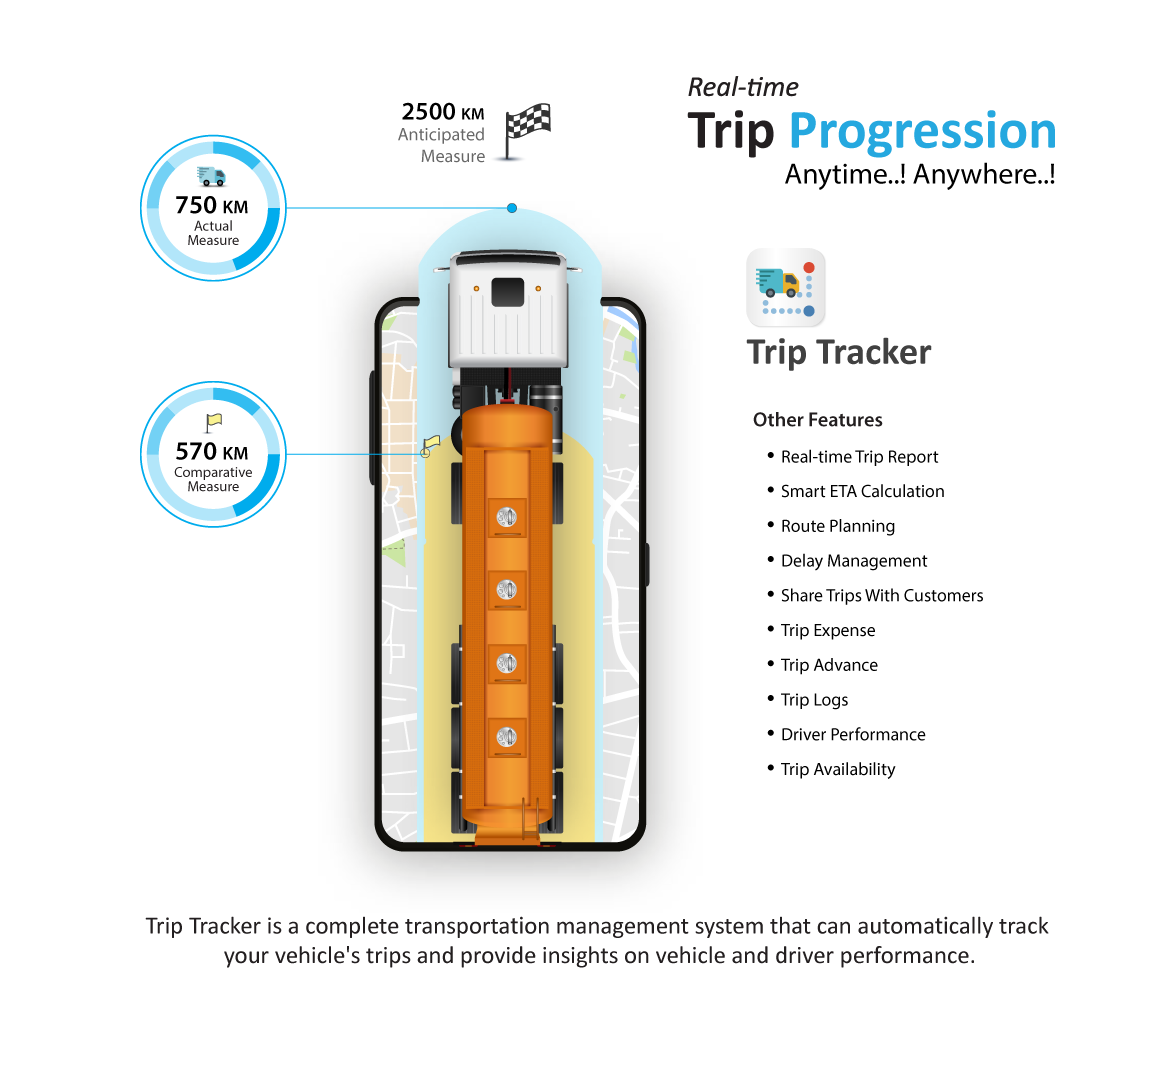 Real-time
Trip Progression
Anytime..! Anywhere..!
2500 KM
Anticipated
Measure
750 KM
Actual
Measure
570 KM
Comparative
Measure
Trip Tracker
Other Features
• Real-time Trip Report
• Smart ETA Calculation
• Route Planning
• Delay Management
• Share Trips With Customers
• Trip Expense
• Trip Advance
• Trip Logs
• Driver Performance
• Trip Availability
Trip Tracker is a complete transportation management system that can automatically track
your vehicle's trips and provide insights on vehicle and driver performance.